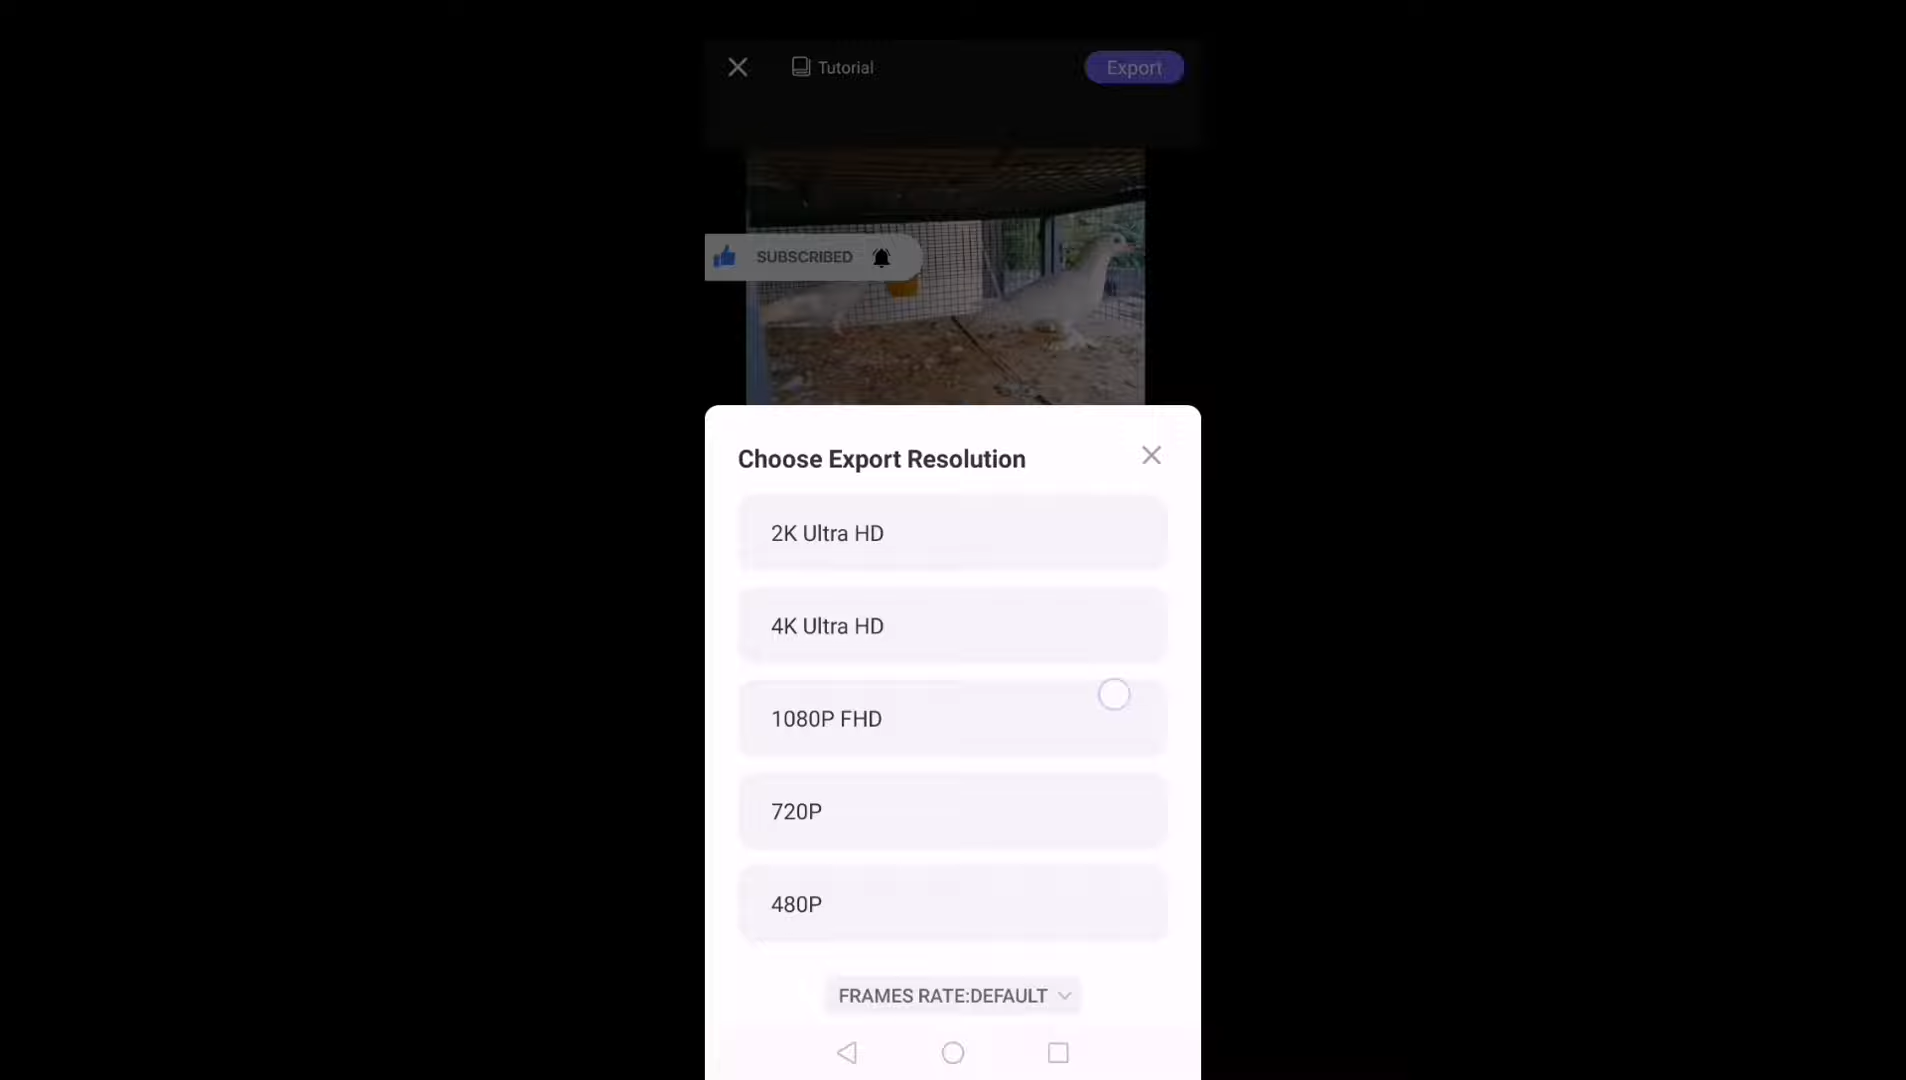 Tutorial
Export
SUBSCRIBED
Choose Export Resolution
2K Ultra HD
4K Ultra HD
1080P FHD
720P
480P
FRAMES RATE:DEFAULT